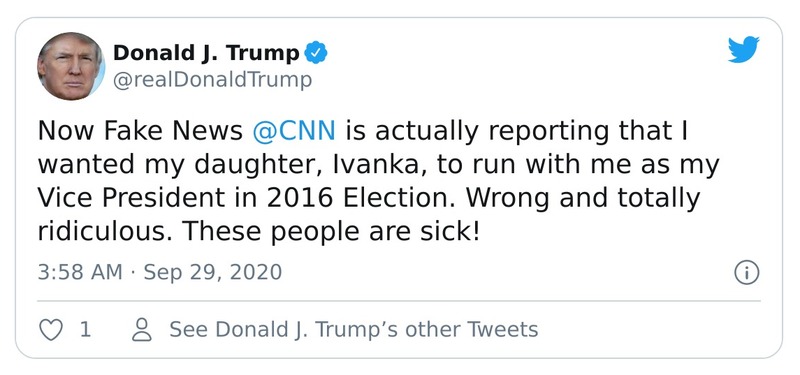 Donald J. Trump
@realDonaldTrump
Now Fake News @CNN is actually reporting that I
wanted my daughter, Ivanka, to run with me as my
Vice President in 2016 Election. Wrong and totally
ridiculous. These people are sick!
3:58 AM · Sep 29, 2020
1 See Donald J. Trump’s other Tweets